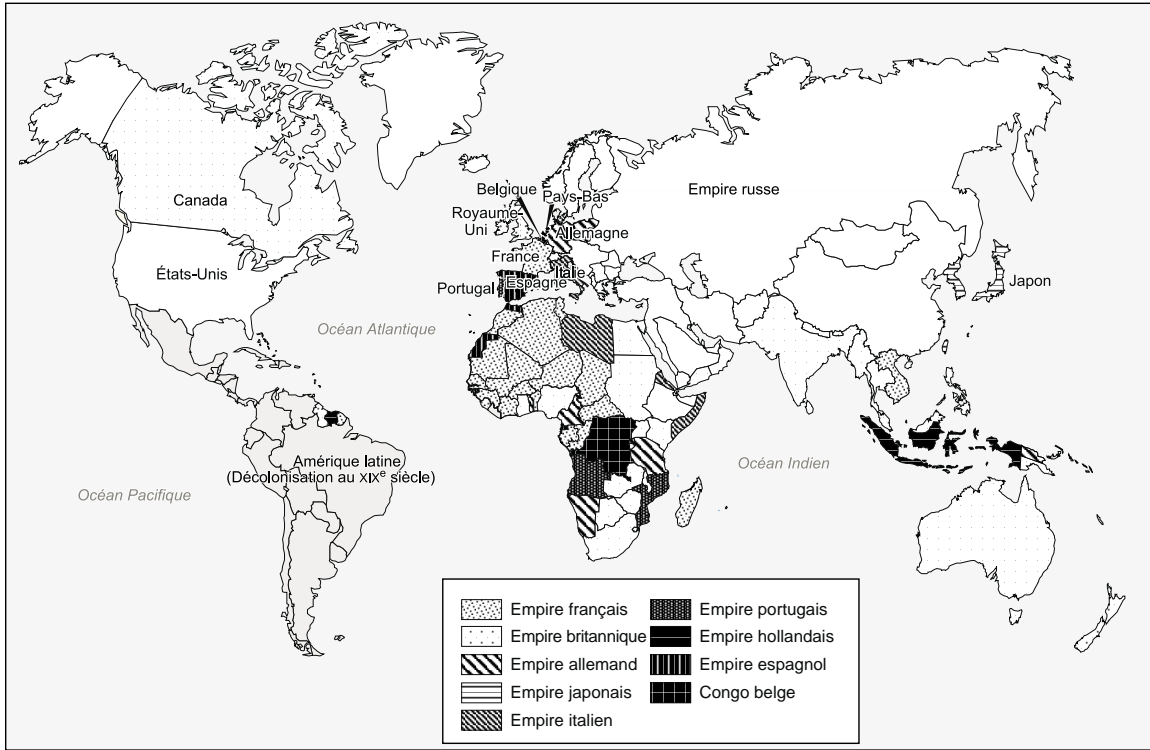 Canada
États-Unis
Océan Atlantique
Océan Pacifique
Amérique latine
(Décolonisation au XIXe siècle)
Belgique
Pays-Bas
Royaume-
Uni
Allemagne
France
Italie
Espagne
Portugal
Empire russe
Japon
Océan Indien
Empire français
Empire britannique
Empire allemand
Empire japonais
Empire italien
Empire portugais
Empire hollandais
Empire espagnol
Congo belge